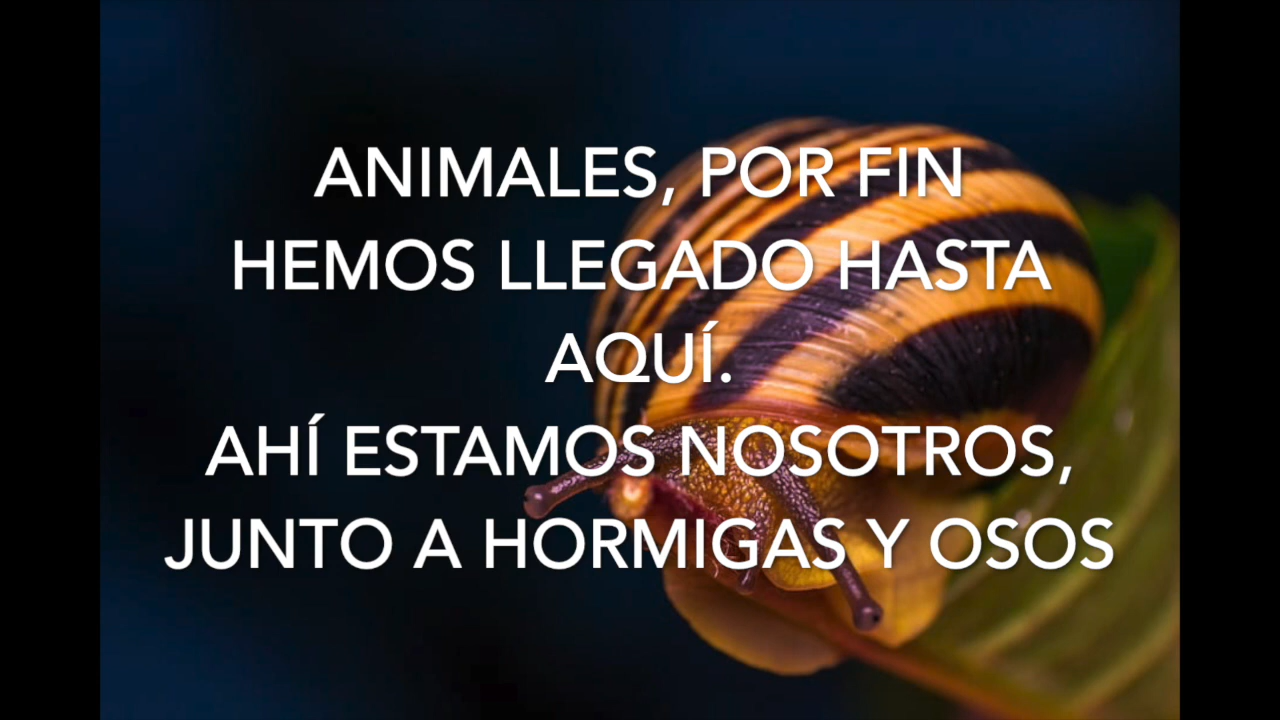 ANIMALES, POR FIN
HEMOS LLEGADO HASTA
AQUÍ.
AHÍ ESTAMOS NOSOTROS,
JUNTO A HORMIGAS Y OSOS